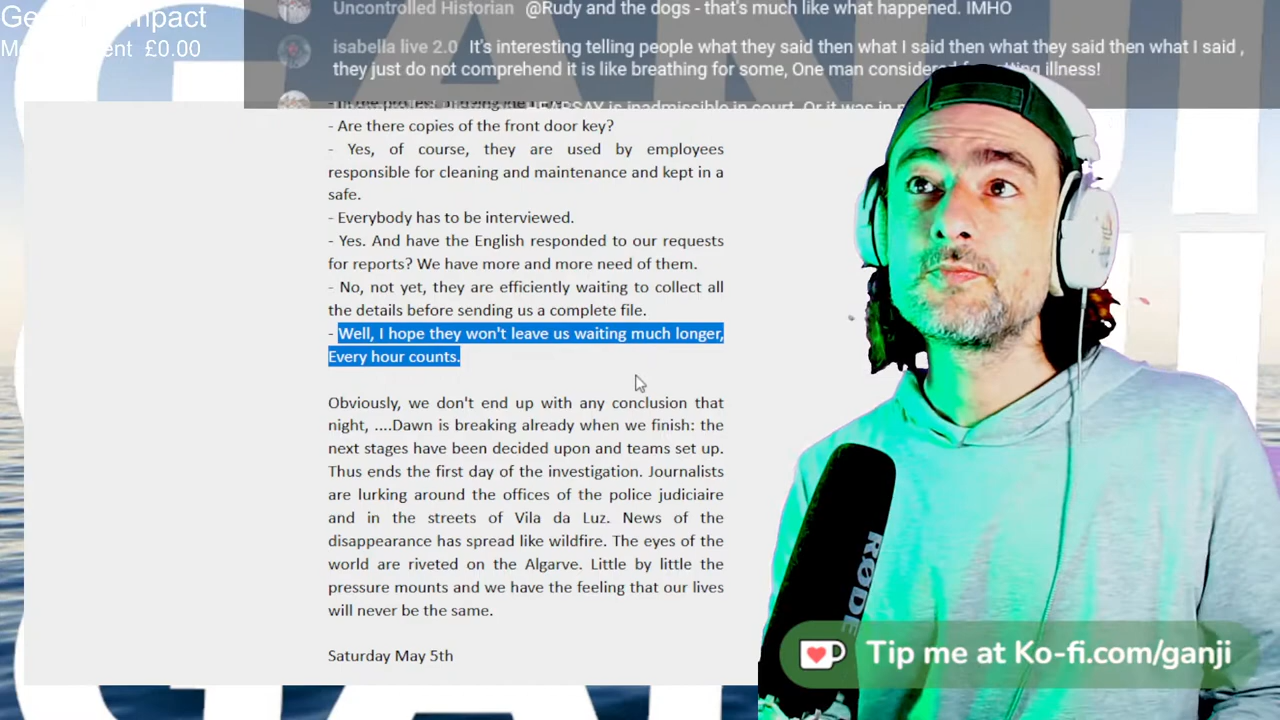 Uncontrolled Historian @Rudy and the dogs - that's much like what happened. IMHO
£0.00
isabella live 2.0 It's interesting telling people what they said then what I said then what they said then what I said ,
they just do not comprehend it is like breathing for some, One man considered illness!
HEARSAY is inadmissible in court. Or it was in
- Are there copies of the front door key?
- Yes, of course, they are used by employees
responsible for cleaning and maintenance and kept in a
safe.
- Everybody has to be interviewed.
- Yes. And have the English responded to our requests
for reports? We have more and more need of them.
- No, not yet, they are efficiently waiting to collect all
the details before sending us a complete file.
- Well, I hope they won't leave us waiting much longer,
Every hour counts.
Obviously, we don't end up with any conclusion that
night, ....Dawn is breaking already when we finish: the
next stages have been decided upon and teams set up.
Thus ends the first day of the investigation. Journalists
are lurking around the offices of the police judiciaire
and in the streets of Vila da Luz. News of the
disappearance has spread like wildfire. The eyes of the
world are riveted on the Algarve. Little by little the
pressure mounts and we have the feeling that our lives
will never be the same.
Saturday May 5th
RØDE
Tip me at Ko-fi.com/ganji